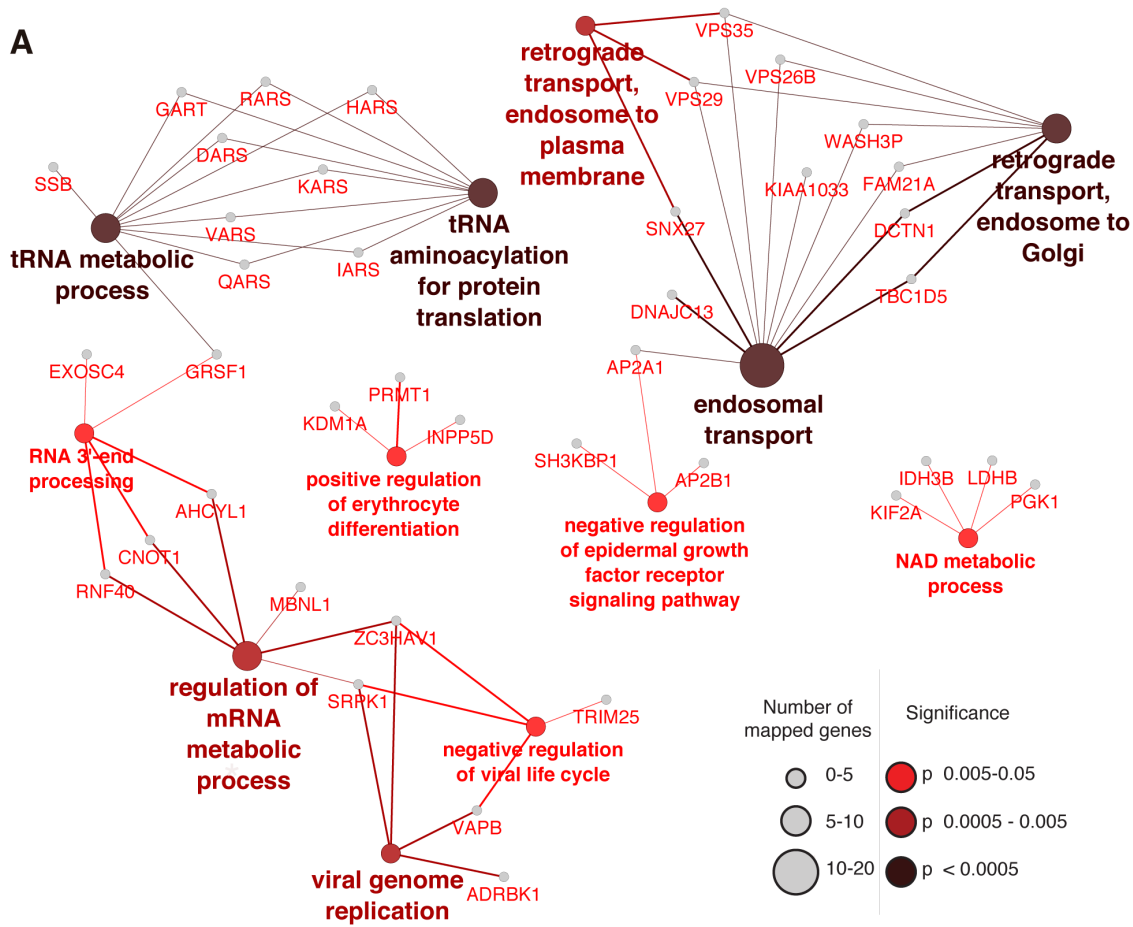 A
VPS35
retrograde
transport,
endosome to
plasma
membrane
VPS26B
VPS29
GART
RARS
HARS
WASH3P
DARS
retrograde
transport,
endosome to
Golgi
SSB
KARS
KIAA1033
FAM21A
VARS
tRNA
aminoacylation
for protein
translation
SNX27
DCTN1
tRNA metabolic
process
QARS
IARS
DNAJC13
TBC1D5
EXOSC4
GRSF1
AP2A1
endosomal
transport
PRMT1
KDM1A
INPP5D
RNA 3'-end
processing
positive regulation
of erythrocyte
differentiation
SH3KBP1
AP2B1
IDH3B
LDHB
KIF2A
PGK1
AHCYL1
negative regulation
of epidermal growth
factor receptor
signaling pathway
CNOT1
NAD metabolic
process
RNF40
MBNL1
ZC3HAV1
regulation of
mRNA
metabolic
process
SRPK1
TRIM25
negative regulation
of viral life cycle
VAPB
viral genome
replication
ADRBK1
Number of
mapped genes
0-5
5-10
10-20
Significance
p 0.005-0.05
p 0.0005 - 0.005
p < 0.0005